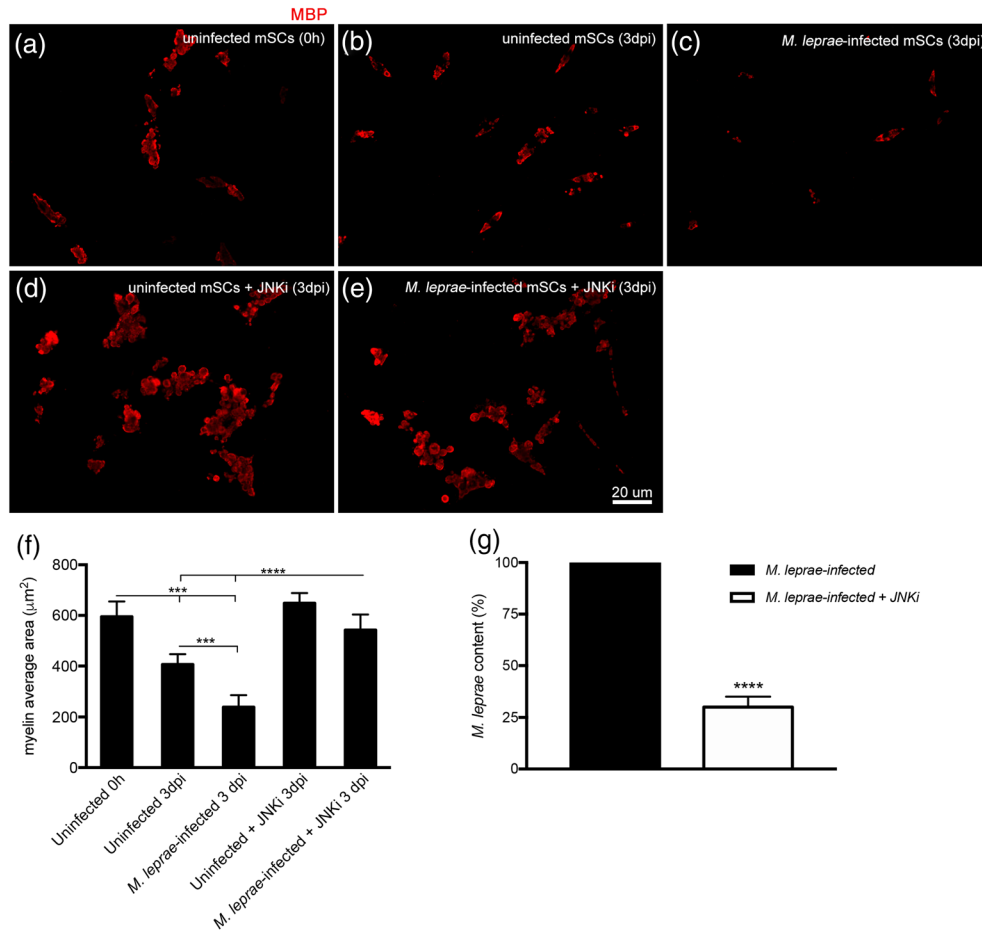 MBP
(a)
uninfected mSCs (0h)
(b)
uninfected mSCs (3dpi)
(c)
M. leprae-infected mSCs (3dpi)
(d)
uninfected mSCs + JNKi (3dpi)
(e)
M. leprae-infected mSCs + JNKi (3dpi)
20 um
(f)
myelin average area (µm²)
800
600
400
200
0
****
***
***
Uninfected 0h
Uninfected 3dpi
M. leprae-infected 3 dpi
Uninfected + JNKi 3dpi
M. leprae-infected + JNKi 3 dpi
(g)
M. leprae content (%)
100
75
50
25
0
****
M. leprae-infected
M. leprae-infected + JNKi